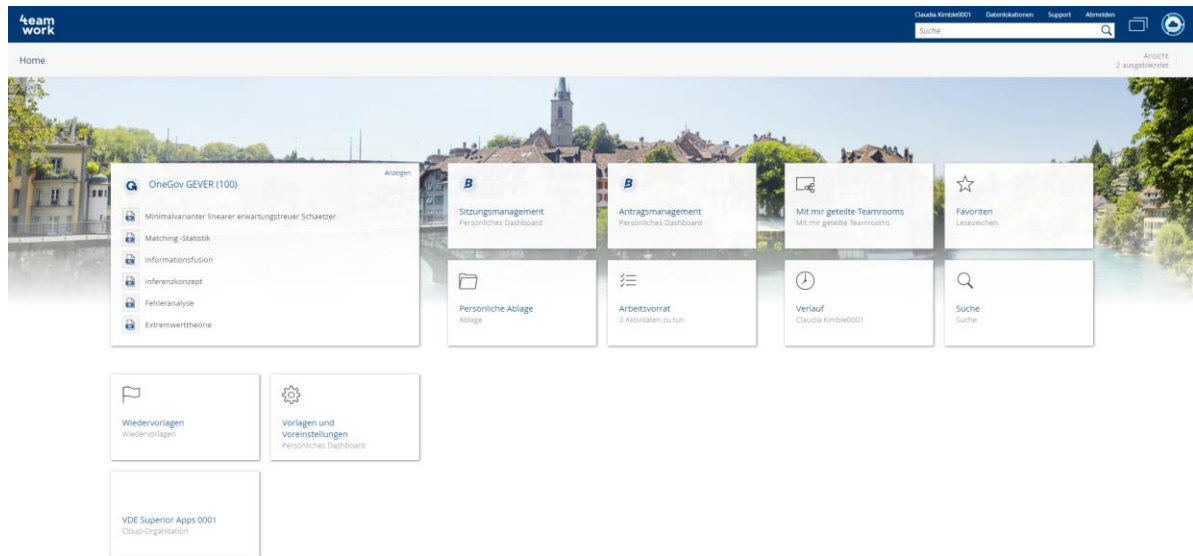 4team
work
Claudia Kimble0001 Datenlokationen Support Abmelden
Suche
Home
Ansicht
2 ausgeblendet
OneGov GEVER (100)
Anzeigen
Minimalvarianter linearer erwartungstreuer Schaetzer
Matching -Statistik
Informationsfusion
Inferenzkonzept
Fehleranalyse
Extremwerttheorie
Sitzungsmanagement
Persönliches Dashboard
Antragsmanagement
Persönliches Dashboard
Mit mir geteilte Teamrooms
Mit mir geteilte Teamrooms
Favoriten
Lesezeichen
Persönliche Ablage
Ablage
Arbeitsvorrat
3 Aktivitäten zu tun
Verlauf
Claudia Kimble0001
Suche
Suche
Wiedervorlagen
Wiedervorlagen
Vorlagen und
Voreinstellungen
Persönliches Dashboard
VDE Superior Apps 0001
Cloud-Organisation